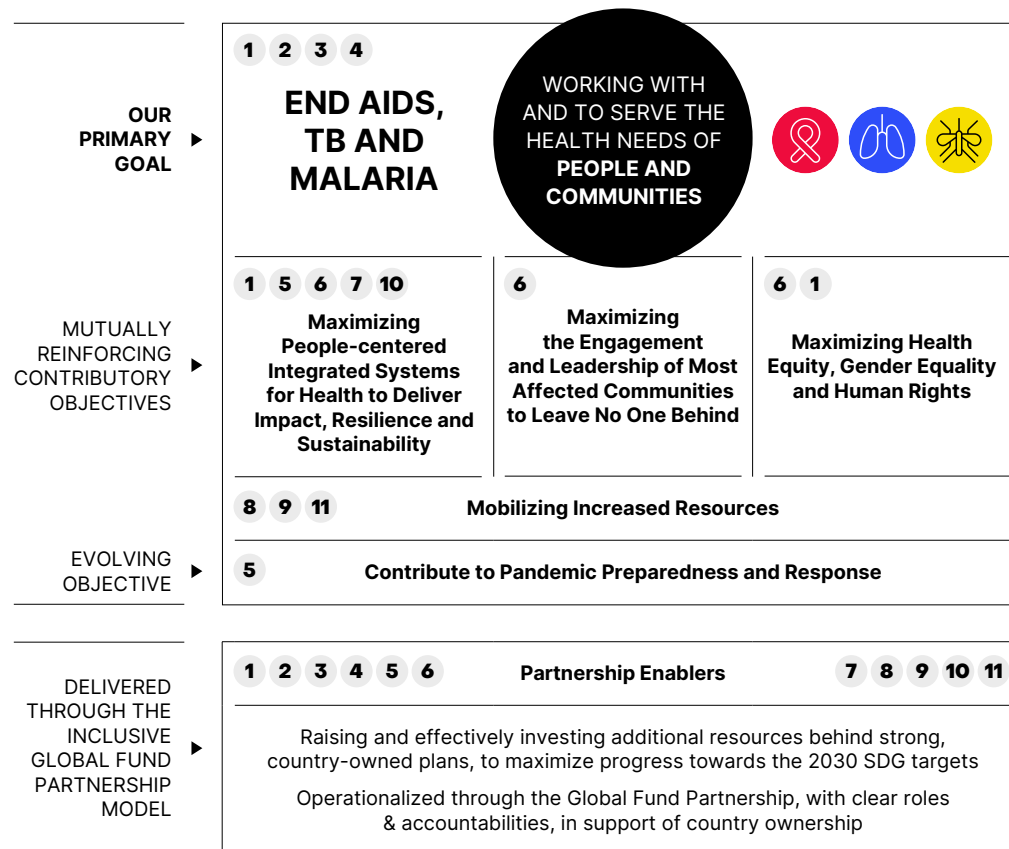 OUR
PRIMARY
GOAL
1 2 3 4
END AIDS,
TB AND
MALARIA
WORKING WITH
AND TO SERVE THE
HEALTH NEEDS OF
PEOPLE AND
COMMUNITIES
MUTUALLY
REINFORCING
CONTRIBUTORY
OBJECTIVES
1 5 6 7 10
Maximizing
People-centered
Integrated Systems
for Health to Deliver
Impact, Resilience and
Sustainability
6
Maximizing
the Engagement
and Leadership of Most
Affected Communities
to Leave No One Behind
6 1
Maximizing Health
Equity, Gender Equality
and Human Rights
8 9 11 Mobilizing Increased Resources
EVOLVING
OBJECTIVE
5 Contribute to Pandemic Preparedness and Response
DELIVERED
THROUGH THE
INCLUSIVE
GLOBAL FUND
PARTNERSHIP
MODEL
1 2 3 4 5 6 Partnership Enablers 7 8 9 10 11
Raising and effectively investing additional resources behind strong,
country-owned plans, to maximize progress towards the 2030 SDG targets
Operationalized through the Global Fund Partnership, with clear roles
& accountabilities, in support of country ownership